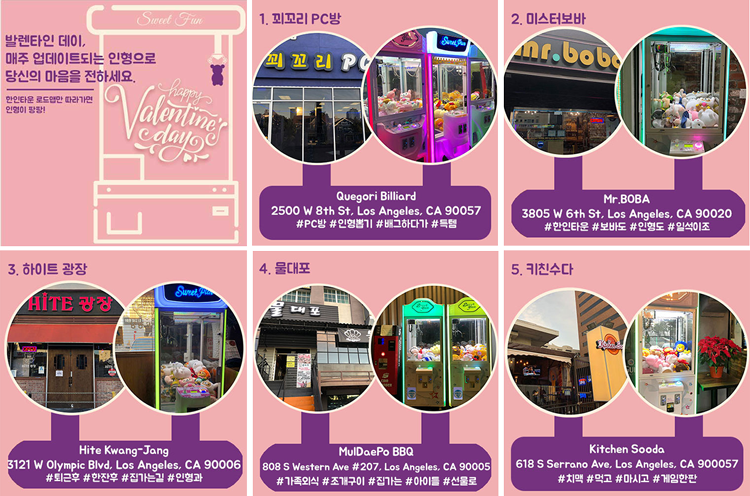 Sweet Fun
발렌타인 데이,
매주 업데이트되는 인형으로
당신의 마음을 전하세요.
한인타운 로드맵만 따라가면
인형이 팡팡!
happy
Valentine
day
1. 꾀꼬리 PC방
꾀꼬리 PC
Sweet Fun
Quegori Billiard
2500 W 8th St, Los Angeles, CA 90057
#PC방 #인형뽑기 #배그하다가 #득템
2. 미스터보바
mr.boba
Mr.BOBA
3805 W 6th St, Los Angeles, CA 90020
#한인타운 #보바도 #인형도 #일석이조
3. 하이트 광장
HITE 광장
Sweet Fun
Hite Kwang-Jang
3121 W Olympic Blvd, Los Angeles, CA 90006
#퇴근후 #한잔후 #집가는길 #인형과
4. 물대포
물대포
MulDaePo BBQ
808 S Western Ave #207, Los Angeles, CA 90005
#가족외식 #조개구이 #집가는 #아이들 #선물로
5. 키친수다
Kitchen Sooda
618 S Serrano Ave, Los Angeles, CA 900057
#치맥 #먹고 #마시고 #게임한판